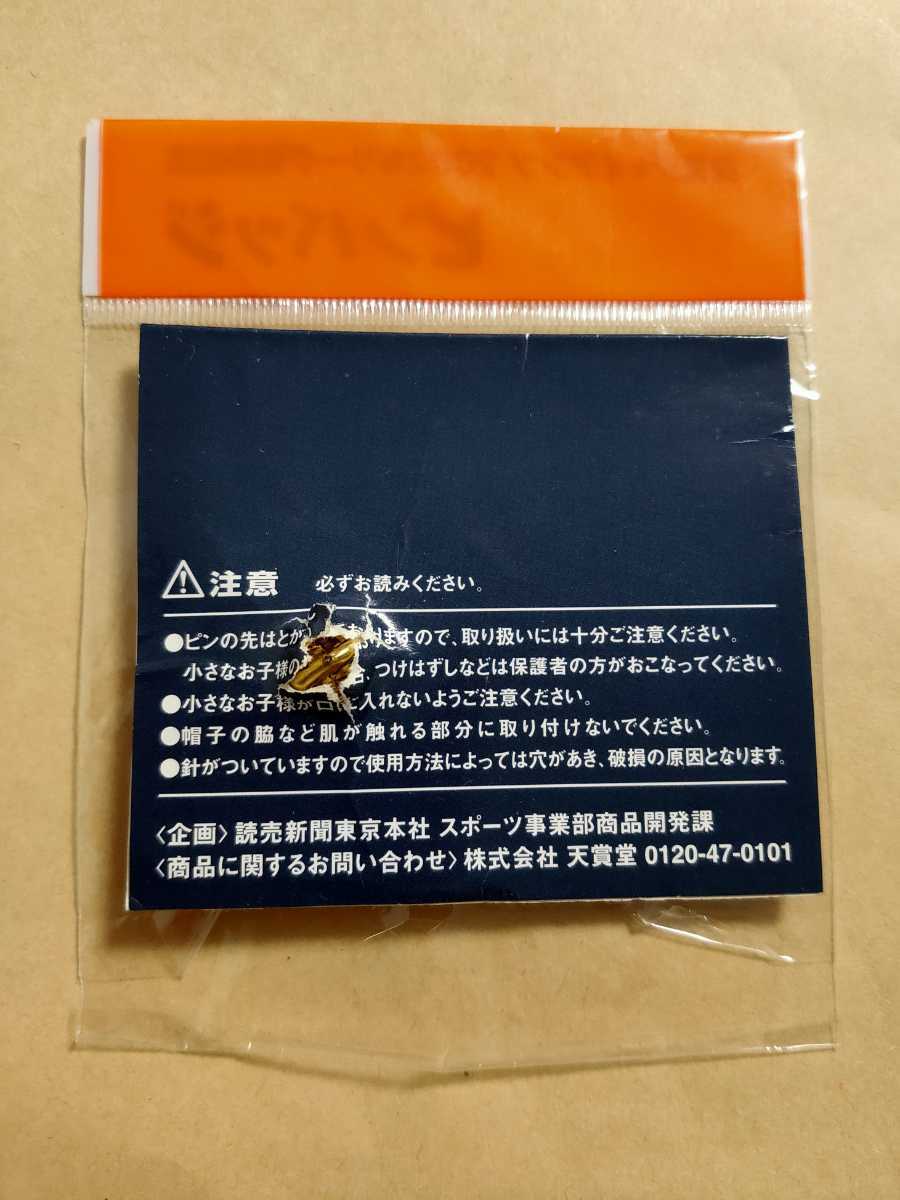 ⚠注意 必ずお読みください。
●ピンの先はとが おりますので、取り扱いには十分ご注意ください。
小さなお子様の 、つけはずしなどは保護者の方がおこなってください。
●小さなお子様が口に入れないようご注意ください。
●帽子の脇など肌が触れる部分に取り付けないでください。
●針がついていますので使用方法によっては穴があき、破損の原因となります。
〈企画〉読売新聞東京本社 スポーツ事業部商品開発課
〈商品に関するお問い合わせ〉株式会社 天賞堂 0120-47-0101